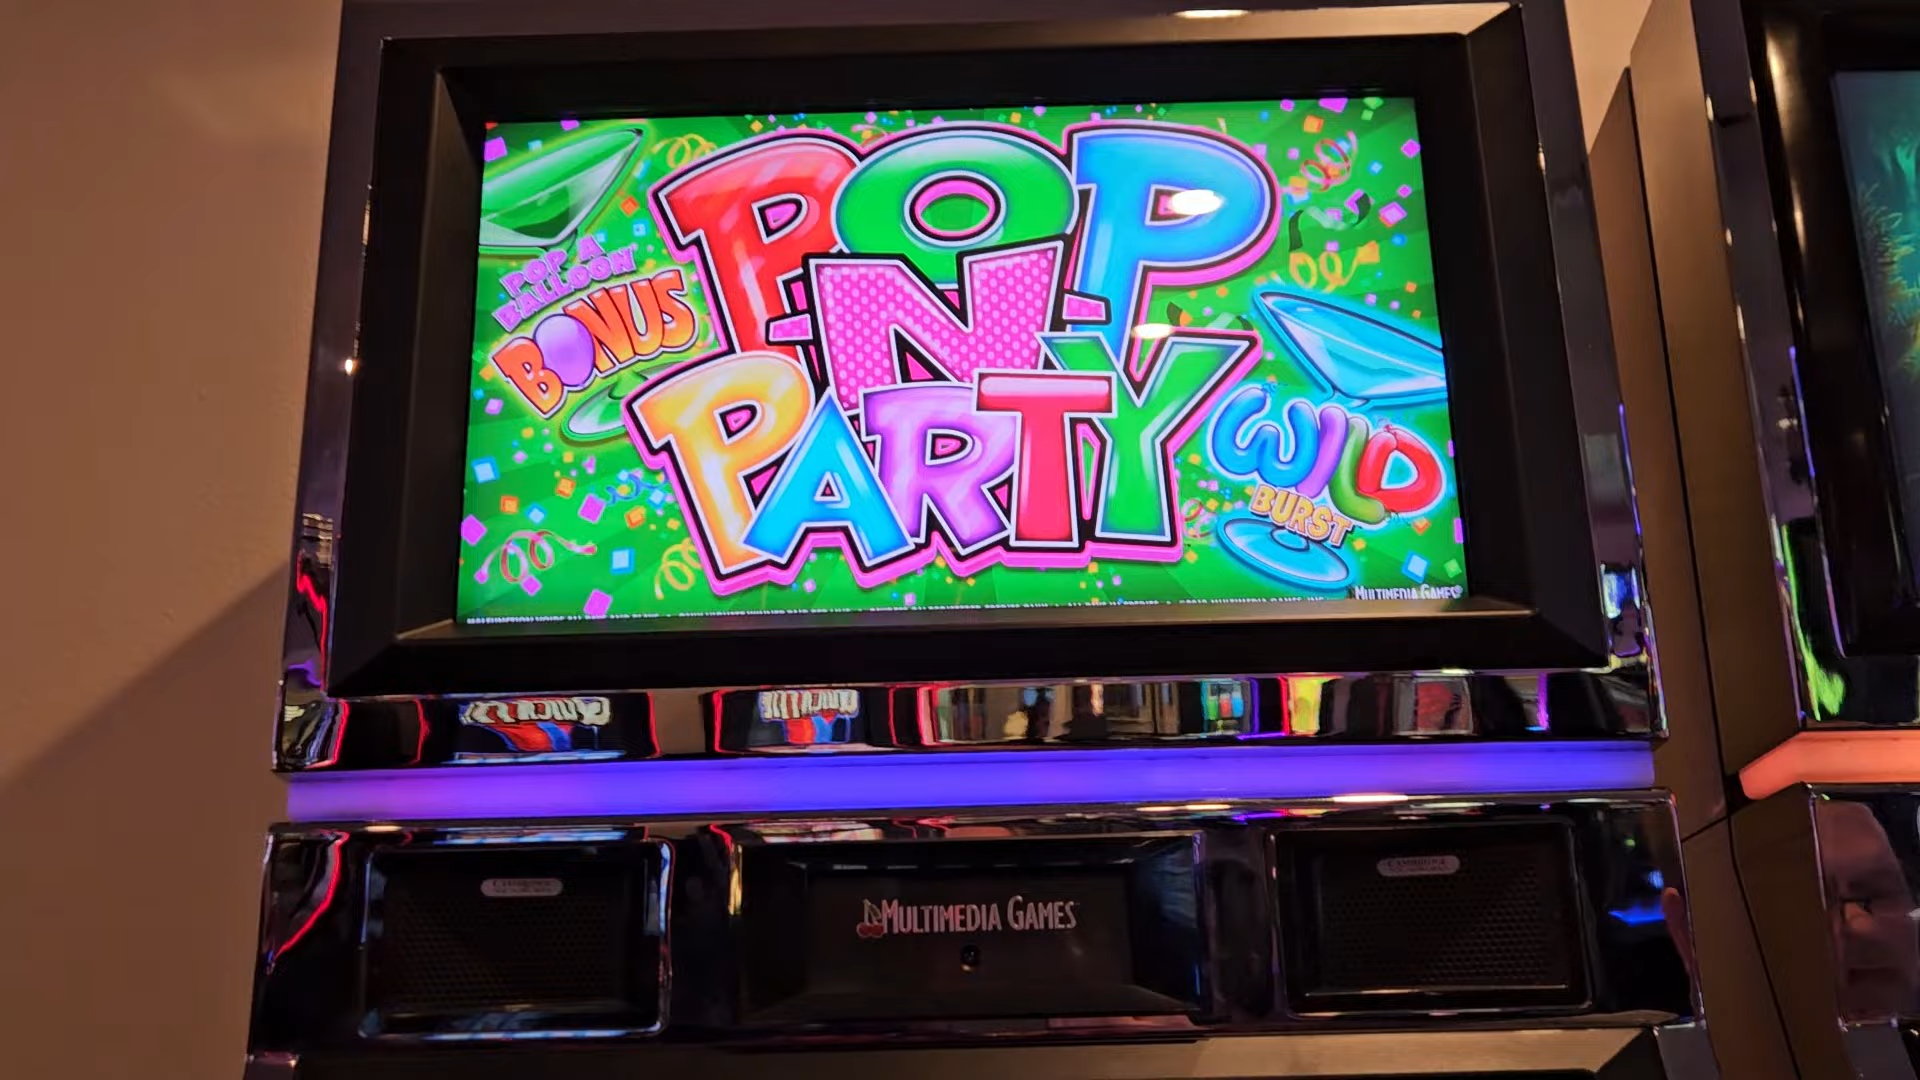 POP
-N-
PARTY
POP A
BALLOON
BONUS
WILD
BURST
MULTIMEDIA GAMES®
MULTIMEDIA GAMES